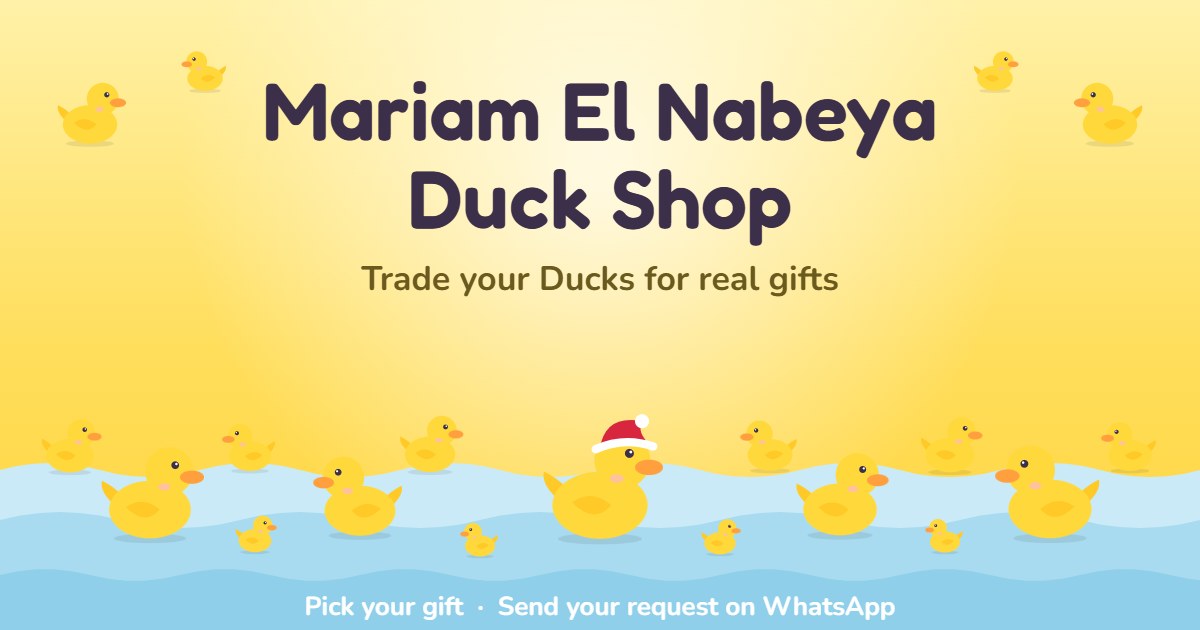 Mariam El Nabeya
Duck Shop
Trade your Ducks for real gifts
Pick your gift · Send your request on WhatsApp